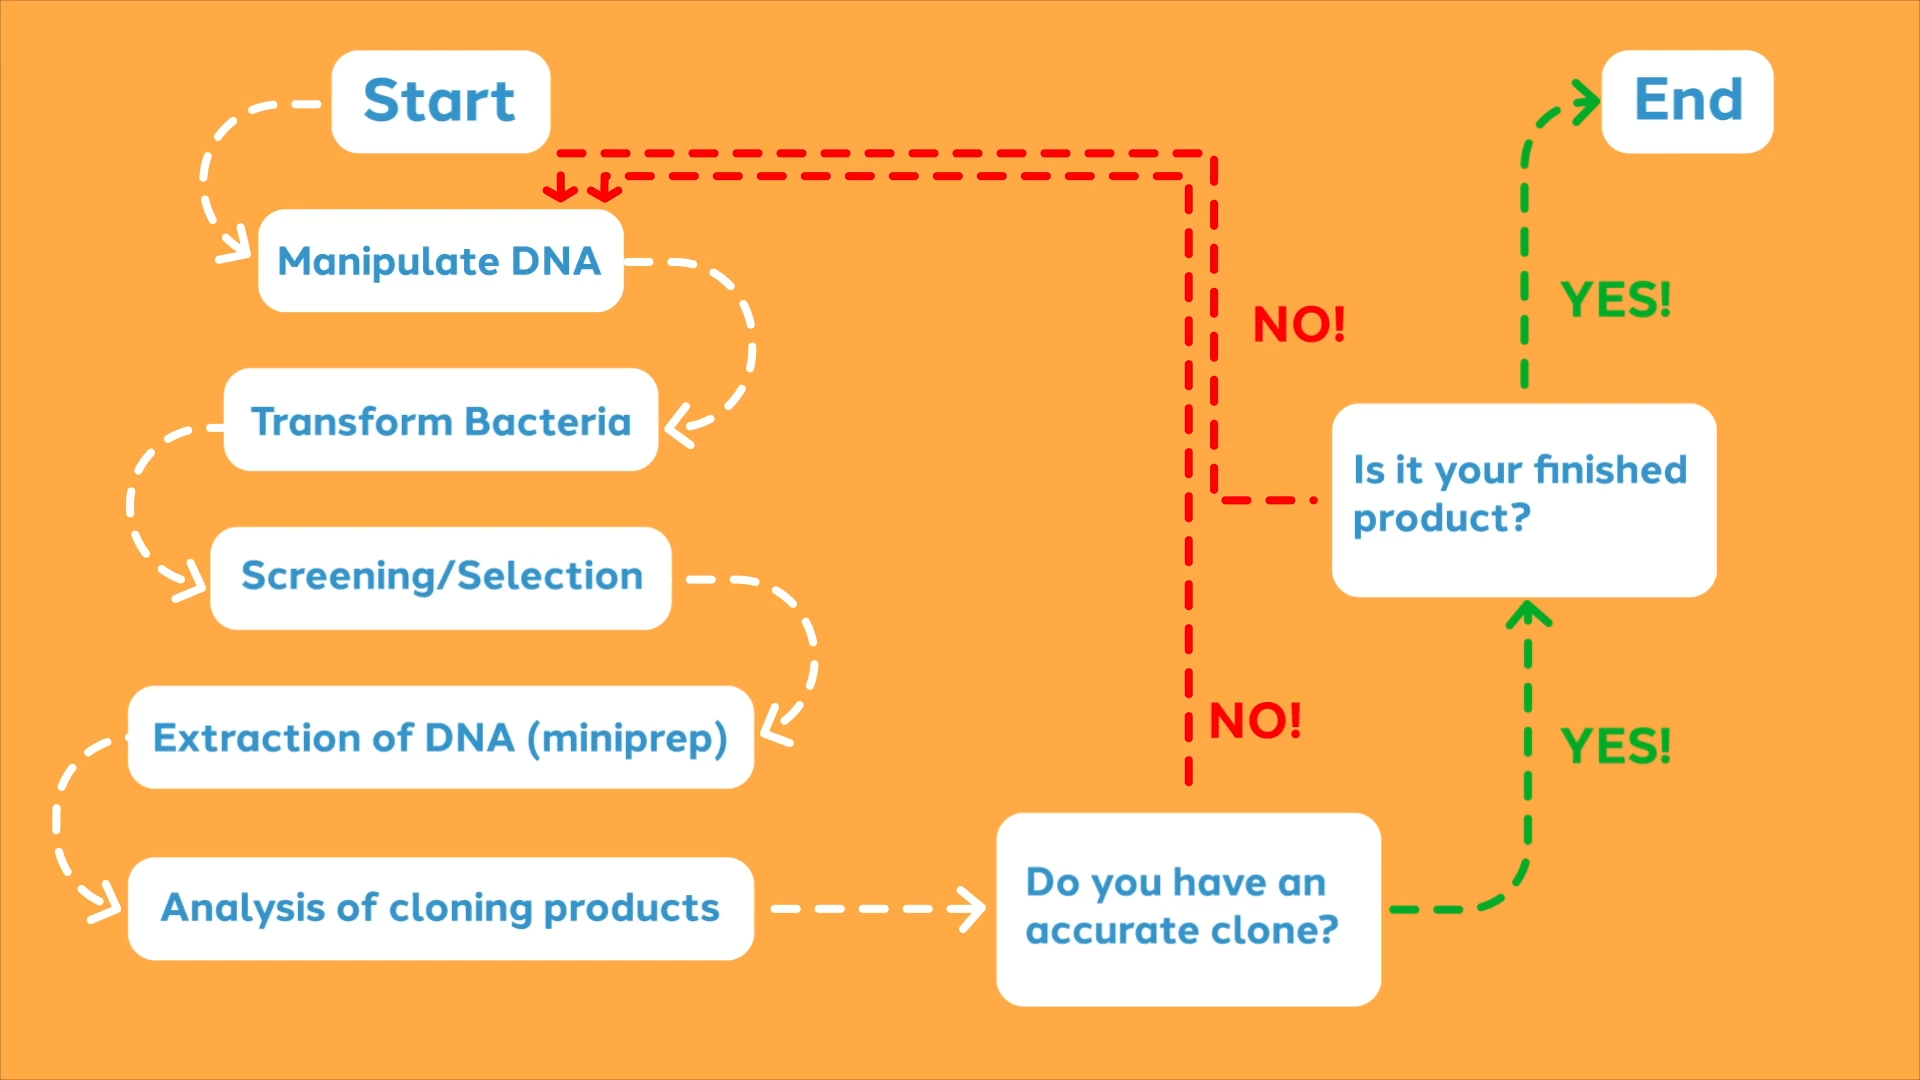 Start
Manipulate DNA
Transform Bacteria
Screening/Selection
Extraction of DNA (miniprep)
Analysis of cloning products
Do you have an
accurate clone?
NO!
YES!
Is it your finished
product?
NO!
YES!
End